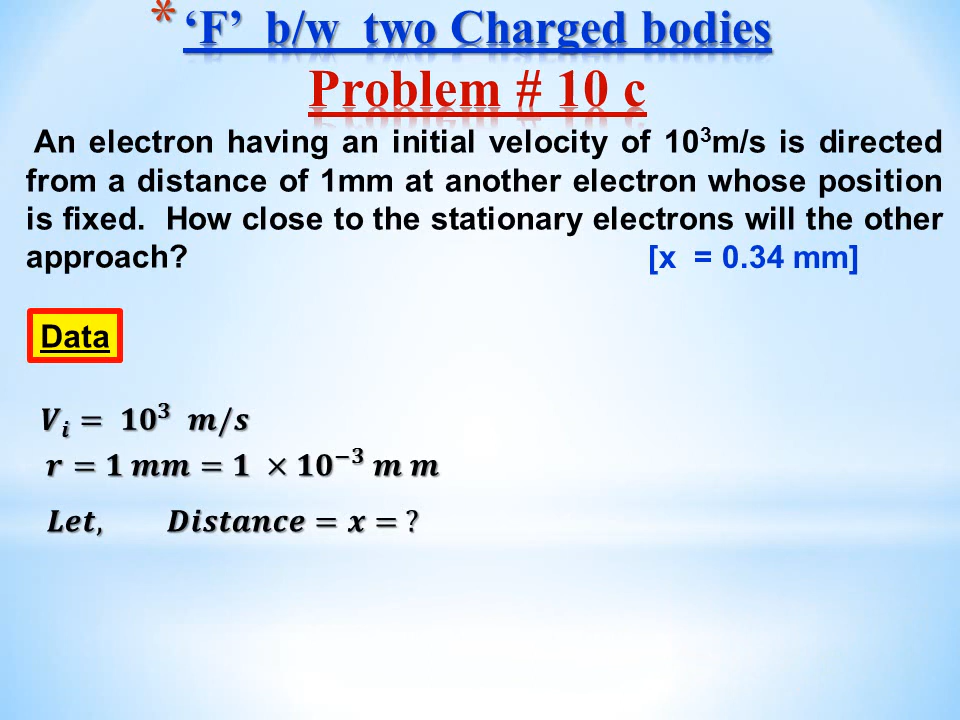 * ‘F’ b/w two Charged bodies
Problem # 10 c
An electron having an initial velocity of 10³m/s is directed
from a distance of 1mm at another electron whose position
is fixed. How close to the stationary electrons will the other
approach? [x = 0.34 mm]
Data
𝑽ᵢ = 𝟏𝟎³ 𝒎/𝒔
𝒓 = 𝟏 𝒎𝒎 = 𝟏 × 𝟏𝟎⁻³ 𝒎 𝒎
𝑳𝒆𝒕, 𝑫𝒊𝒔𝒕𝒂𝒏𝒄𝒆 = 𝒙 = ?